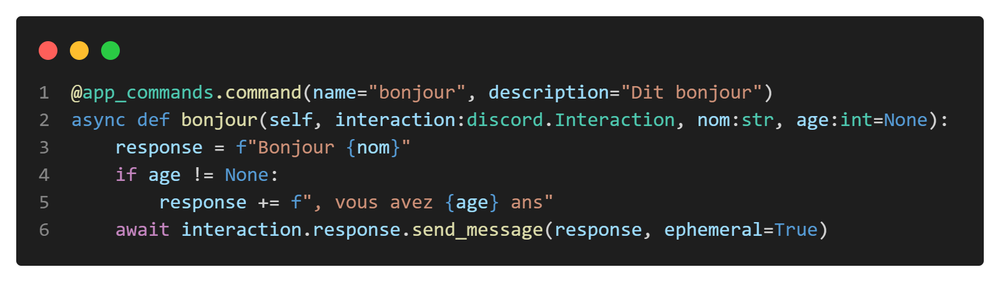 1 @app_commands.command(name="bonjour", description="Dit bonjour")
2 async def bonjour(self, interaction:discord.Interaction, nom:str, age:int=None):
3     response = f"Bonjour {nom}"
4     if age != None:
5         response += f", vous avez {age} ans"
6     await interaction.response.send_message(response, ephemeral=True)